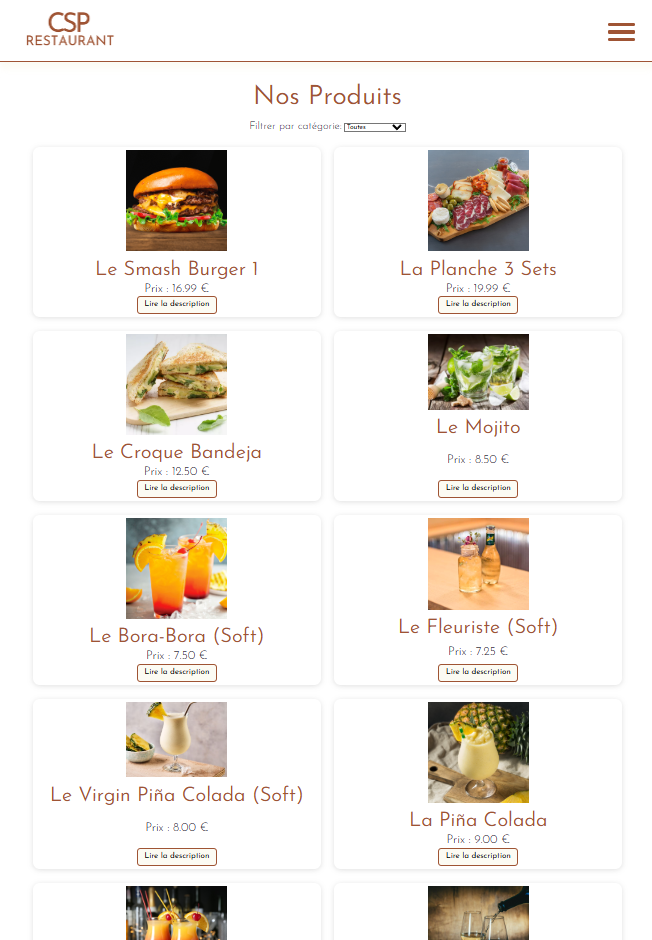 CSP
RESTAURANT
Nos Produits
Filtrer par catégorie: Toutes
Le Smash Burger 1
Prix : 16.99 €
Lire la description
La Planche 3 Sets
Prix : 19.99 €
Lire la description
Le Croque Bandeja
Prix : 12.50 €
Lire la description
Le Mojito
Prix : 8.50 €
Lire la description
Le Bora-Bora (Soft)
Prix : 7.50 €
Lire la description
Le Fleuriste (Soft)
Prix : 7.25 €
Lire la description
Le Virgin Piña Colada (Soft)
Prix : 8.00 €
Lire la description
La Piña Colada
Prix : 9.00 €
Lire la description